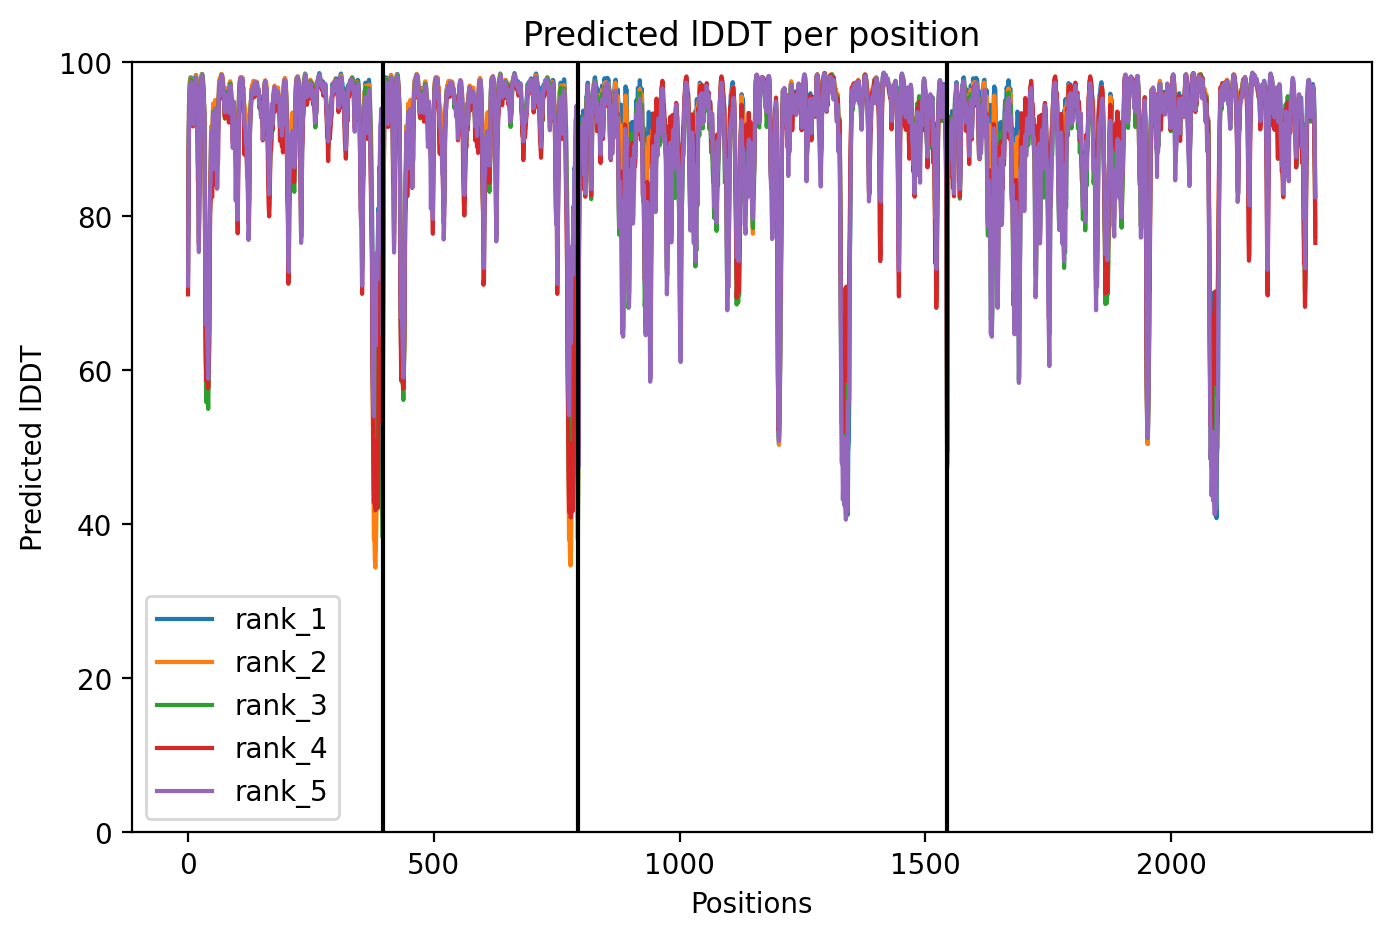 Predicted lDDT per position
100
80
60
40
20
0
Predicted lDDT
rank_1
rank_2
rank_3
rank_4
rank_5
0 500 1000 1500 2000
Positions